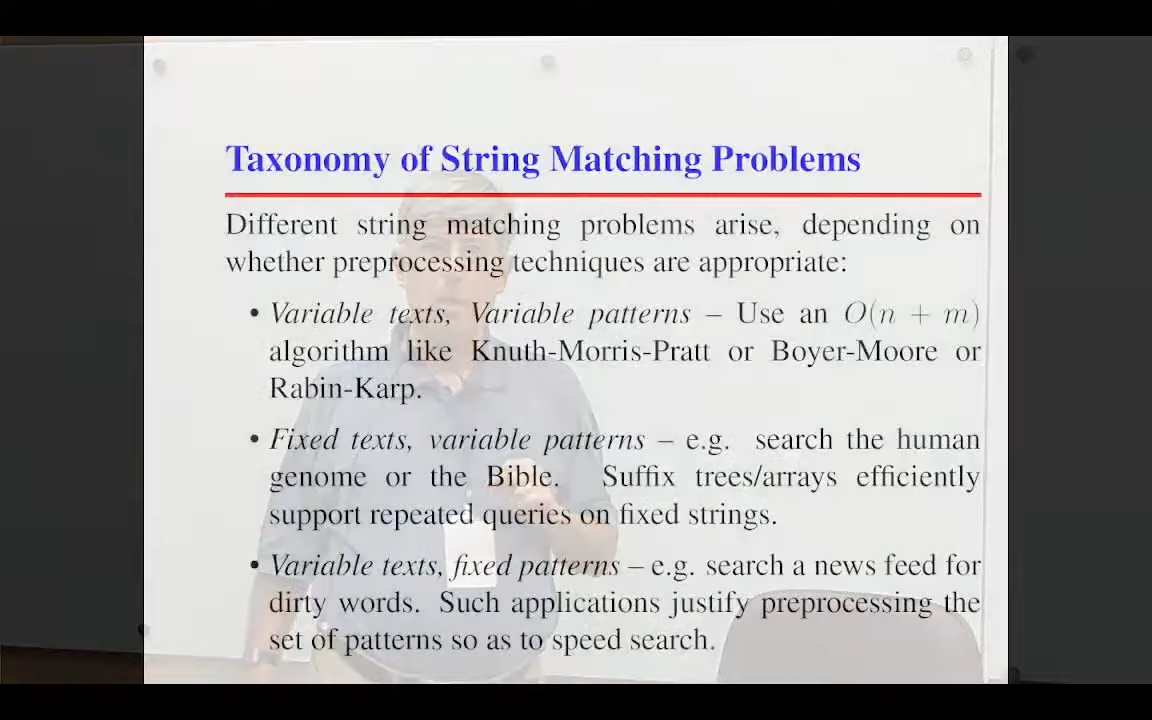 Taxonomy of String Matching Problems
Different string matching problems arise, depending on
whether preprocessing techniques are appropriate:
• Variable texts, Variable patterns – Use an O(n + m)
algorithm like Knuth-Morris-Pratt or Boyer-Moore or
Rabin-Karp.
• Fixed texts, variable patterns – e.g. search the human
genome or the Bible. Suffix trees/arrays efficiently
support repeated queries on fixed strings.
• Variable texts, fixed patterns – e.g. search a news feed for
dirty words. Such applications justify preprocessing the
set of patterns so as to speed search.